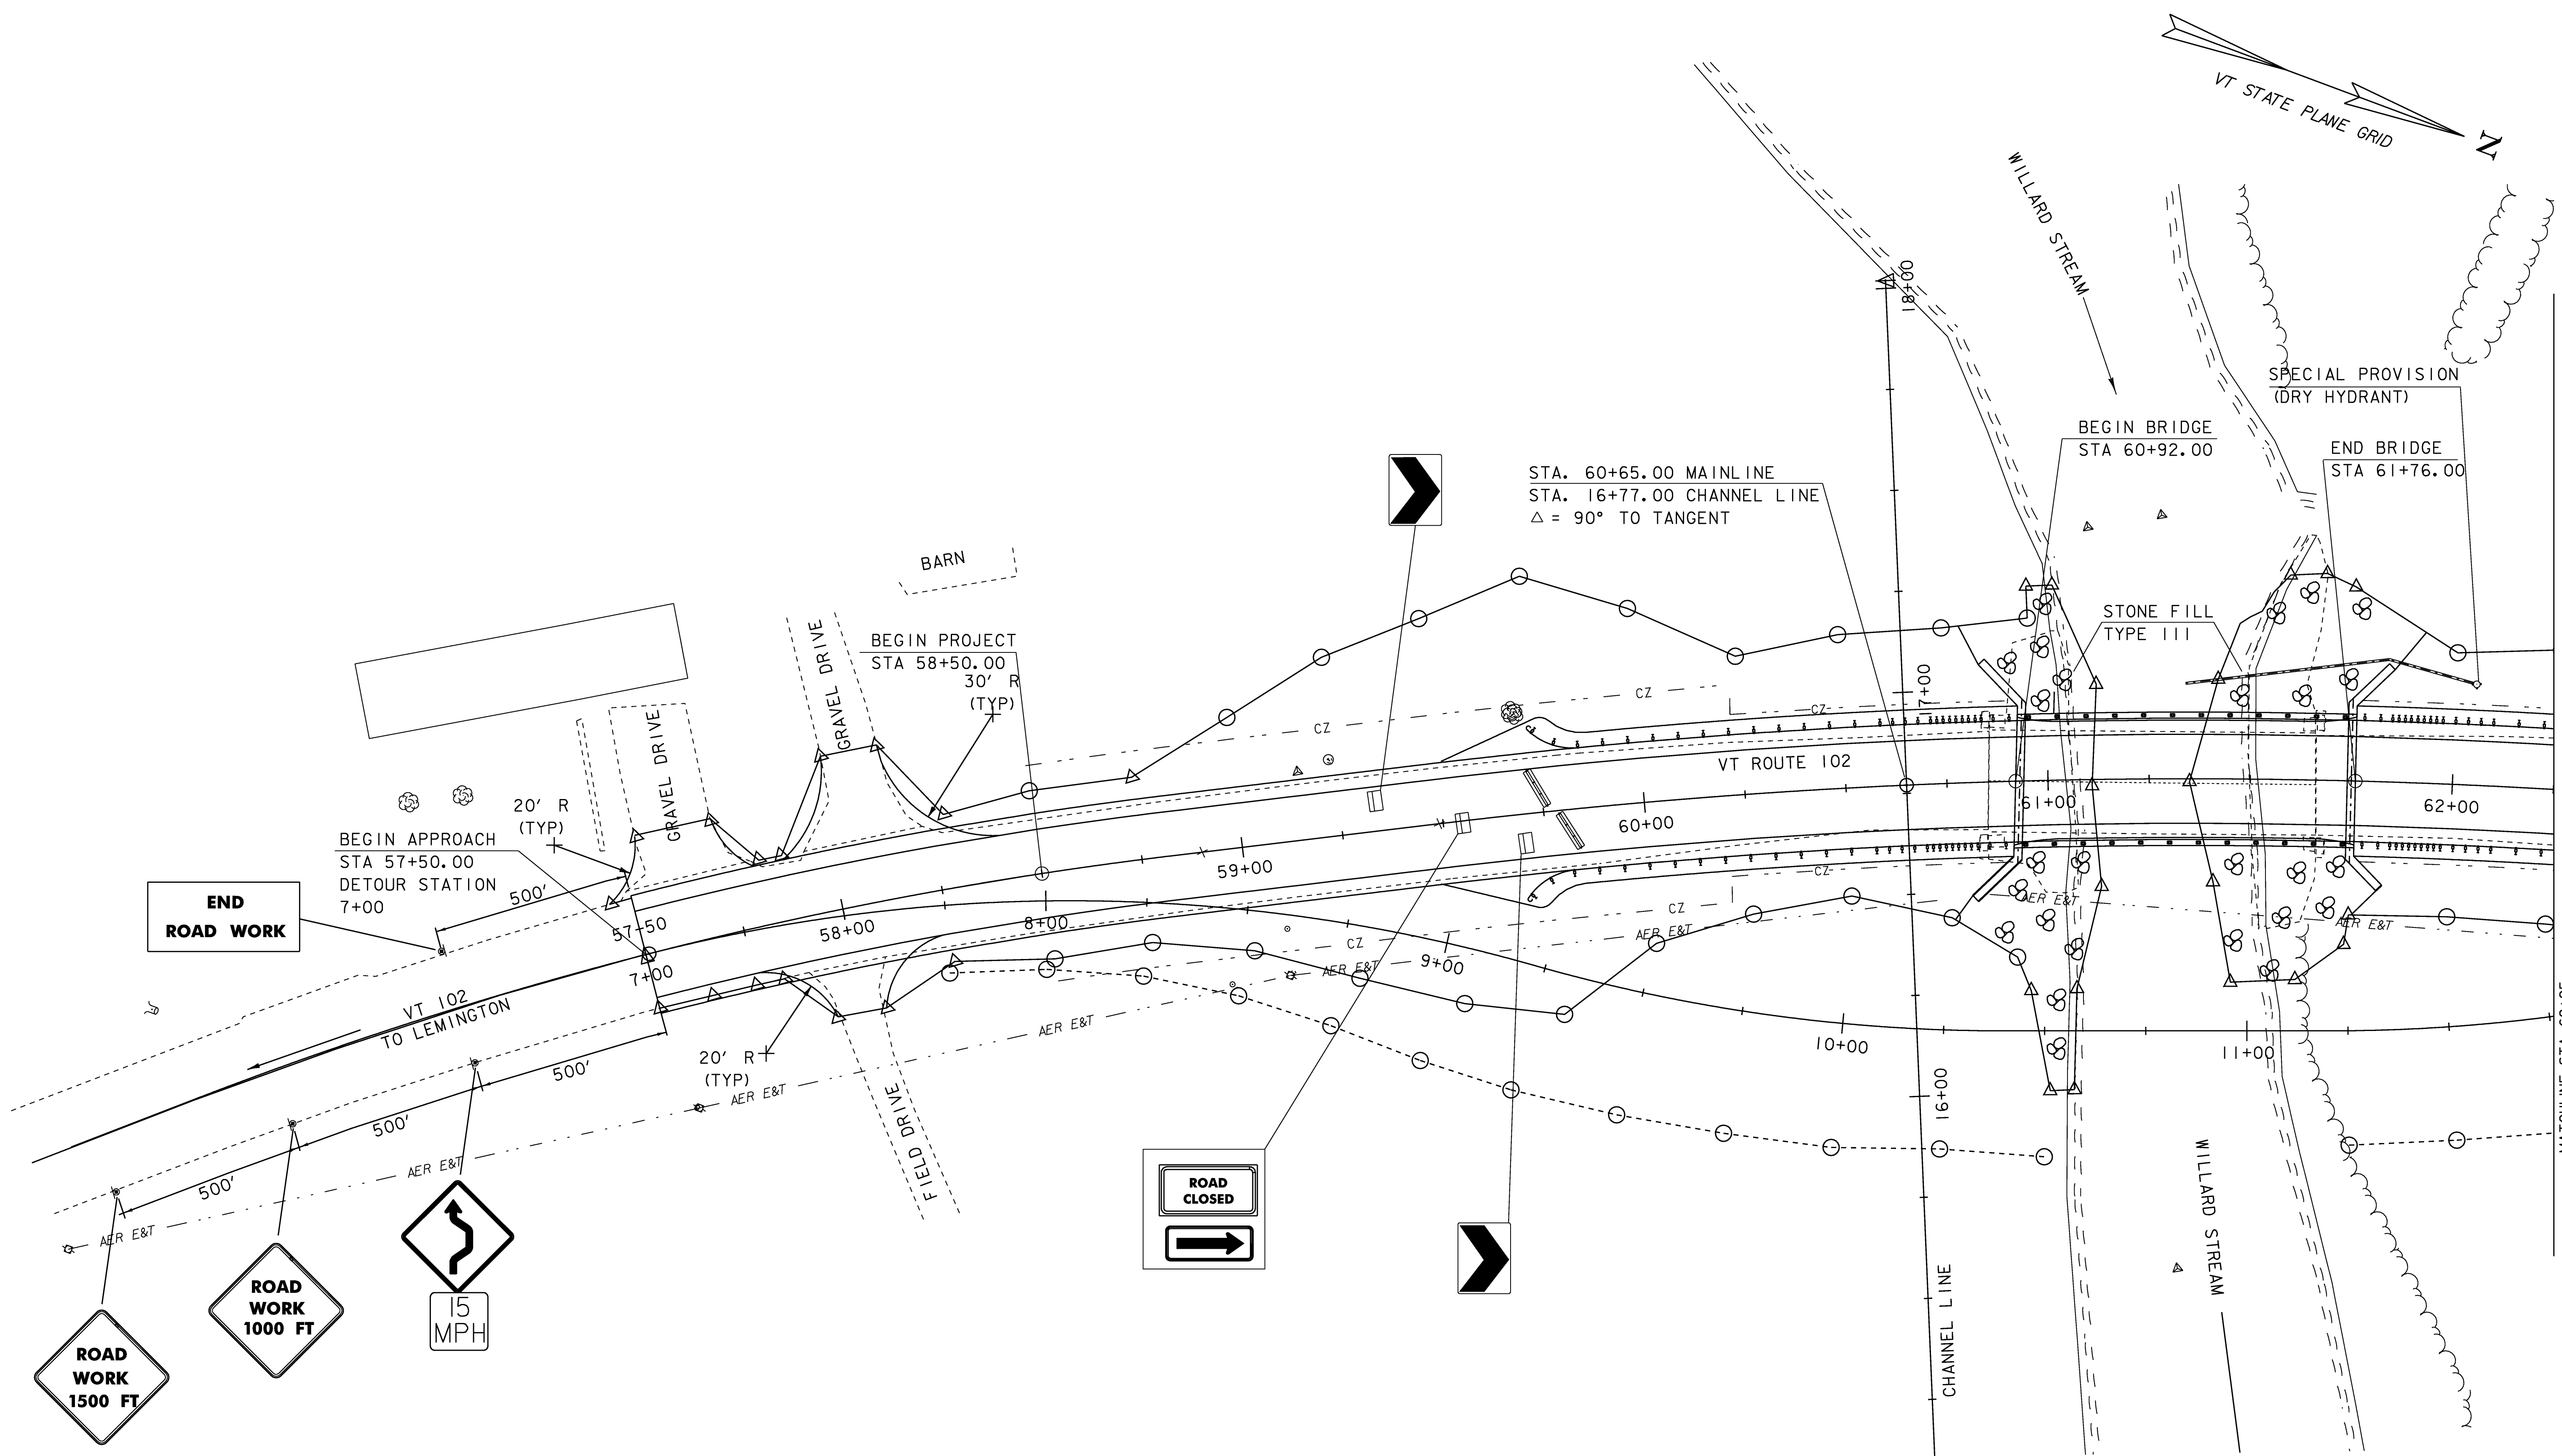 VT STATE PLANE GRID
N
WILLARD STREAM
18+00
SPECIAL PROVISION
(DRY HYDRANT)
BEGIN BRIDGE
STA 60+92.00
END BRIDGE
STA 61+76.00
STA. 60+65.00 MAINLINE
STA. 16+77.00 CHANNEL LINE
△ = 90° TO TANGENT
BARN
STONE FILL
TYPE III
BEGIN PROJECT
STA 58+50.00
30' R
(TYP)
GRAVEL DRIVE
GRAVEL DRIVE
CZ
CZ
CZ
17+00
VT ROUTE 102
20' R
(TYP)
BEGIN APPROACH
STA 57+50.00
DETOUR STATION
7+00
500'
END
ROAD WORK
57+50
58+00
59+00
60+00
61+00
62+00
7+00
8+00
9+00
10+00
11+00
CZ
CZ
CZ
AER E&T
AER E&T
AER E&T
AER E&T
AER E&T
AER E&T
AER E&T
AER E&T
VT 102
TO LEMINGTON
500'
500'
500'
20' R
(TYP)
FIELD DRIVE
16+00
CHANNEL LINE
WILLARD STREAM
ROAD
CLOSED
15
MPH
ROAD
WORK
1000 FT
ROAD
WORK
1500 FT